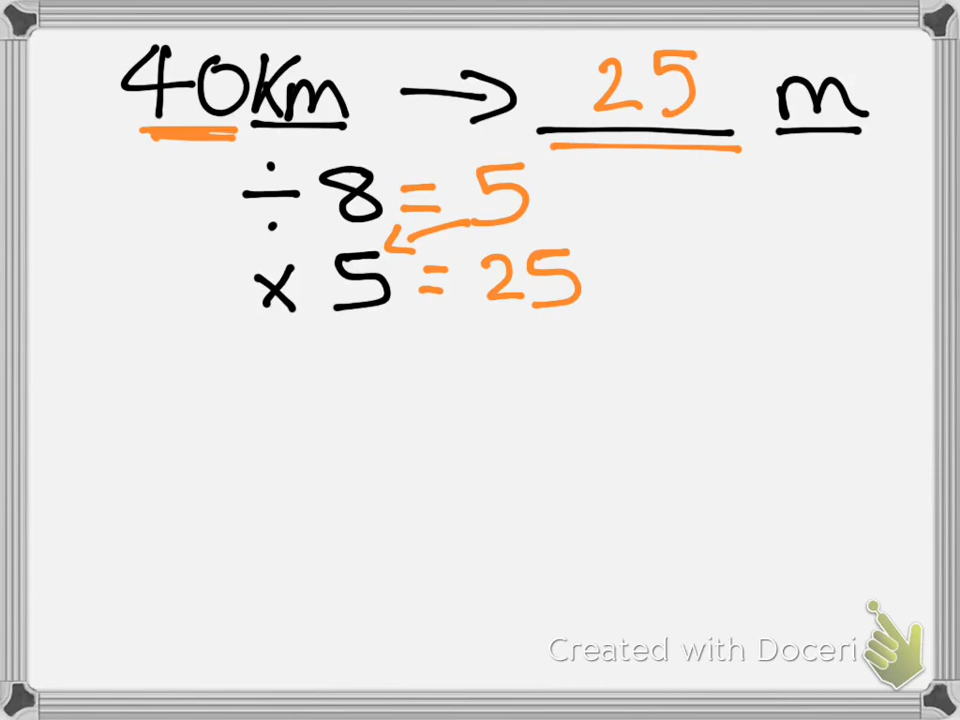 40Km → 25 m
÷ 8 = 5
x 5 = 25
Created with Doceri